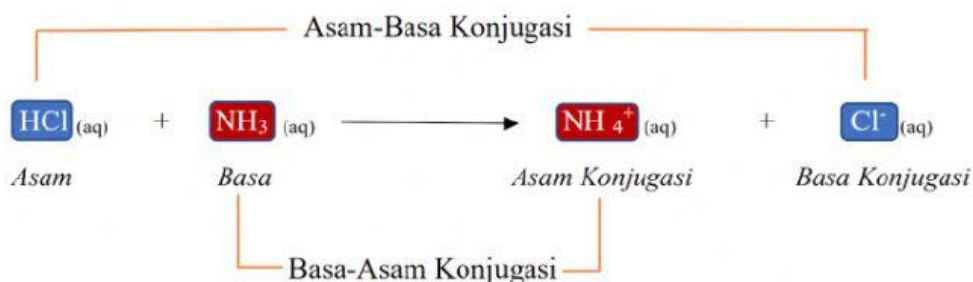 Asam-Basa Konjugasi
HCl (aq) + NH₃ (aq) → NH₄⁺ (aq) + Cl⁻ (aq)
Asam Basa Asam Konjugasi Basa Konjugasi
Basa-Asam Konjugasi